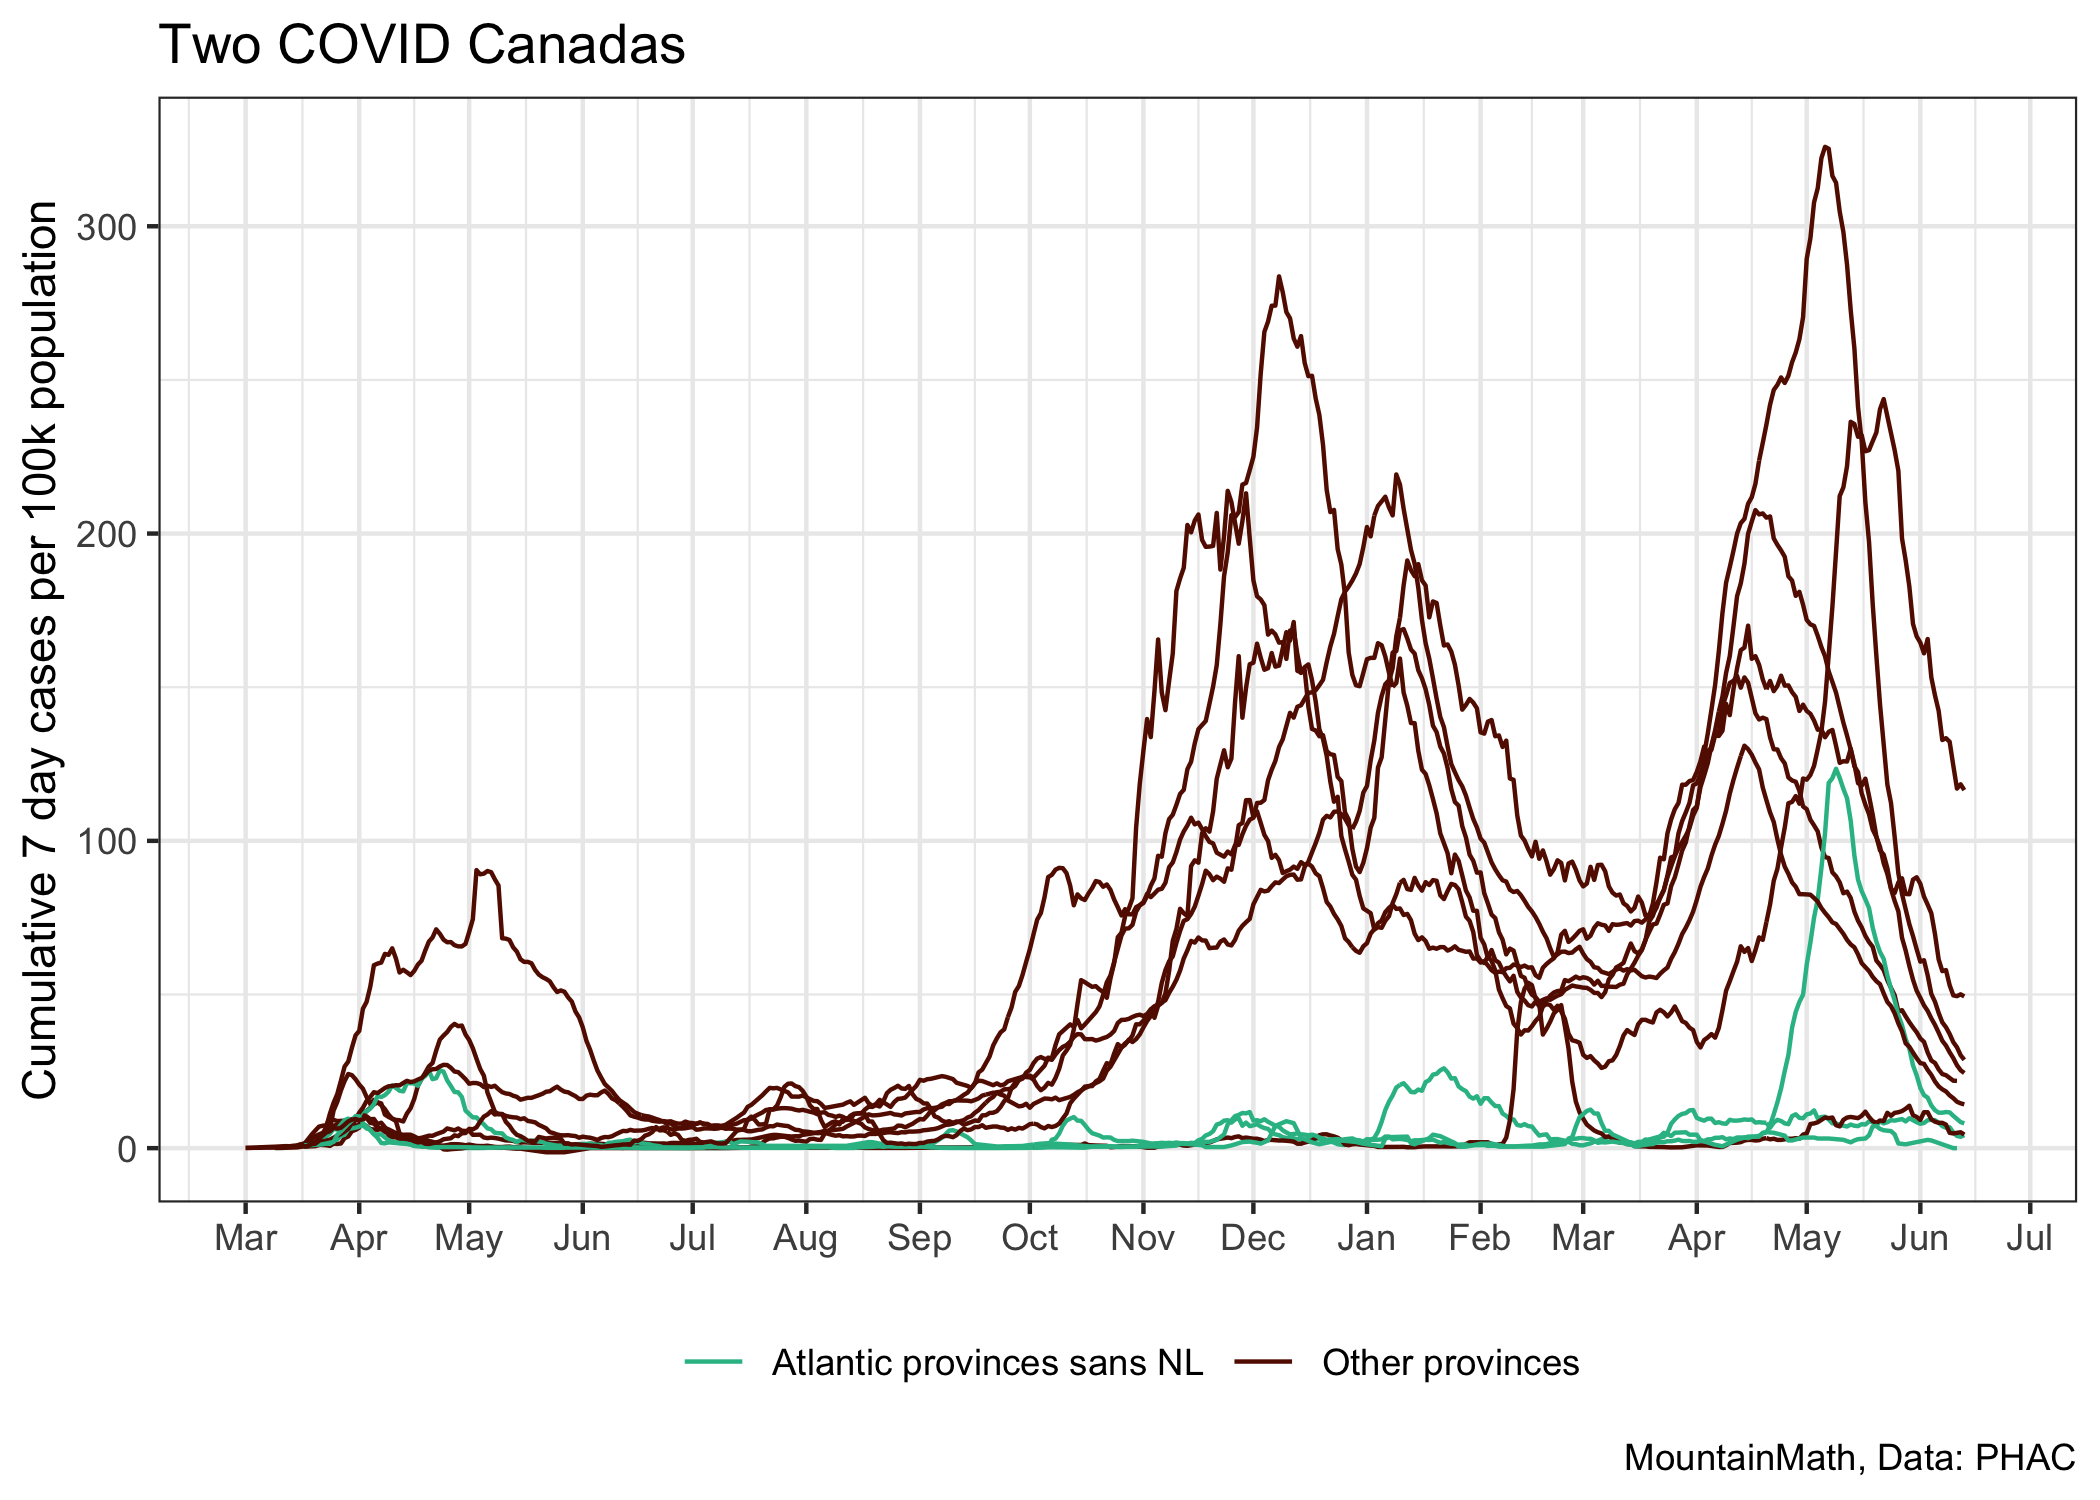 Two COVID Canadas
Cumulative 7 day cases per 100k population
300
200
100
0
Mar Apr May Jun Jul Aug Sep Oct Nov Dec Jan Feb Mar Apr May Jun Jul
Atlantic provinces sans NL Other provinces
MountainMath, Data: PHAC